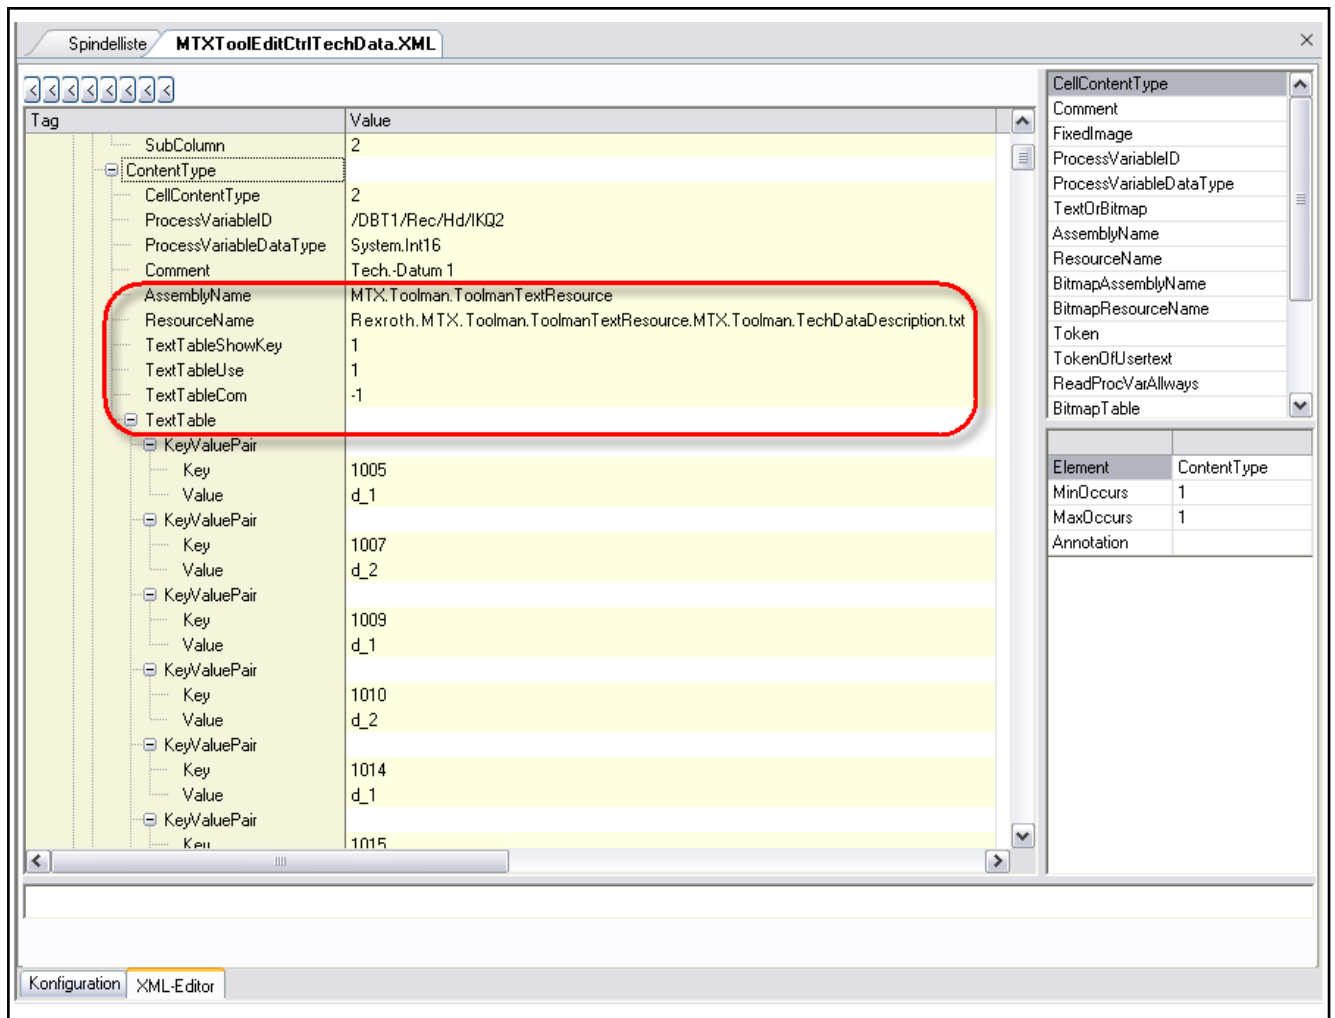 Spindelliste MTXToolEditCtrlTechData.XML
Tag Value
SubColumn 2
ContentType
CellContentType 2
ProcessVariableID /DBT1/Rec/Hd/IKQ2
ProcessVariableDataType System.Int16
Comment Tech.-Datum 1
AssemblyName MTX.Toolman.ToolmanTextResource
ResourceName Rexroth.MTX.Toolman.ToolmanTextResource.MTX.Toolman.TechDataDescription.txt
TextTableShowKey 1
TextTableUse 1
TextTableCom -1
TextTable
KeyValuePair
Key 1005
Value d_1
KeyValuePair
Key 1007
Value d_2
KeyValuePair
Key 1009
Value d_1
KeyValuePair
Key 1010
Value d_2
KeyValuePair
Key 1014
Value d_1
KeyValuePair
Key 1015
CellContentType
Comment
FixedImage
ProcessVariableID
ProcessVariableDataType
TextOrBitmap
AssemblyName
ResourceName
BitmapAssemblyName
BitmapResourceName
Token
TokenOfUsertext
ReadProcVarAllways
BitmapTable
Element ContentType
MinOccurs 1
MaxOccurs 1
Annotation
Konfiguration XML-Editor